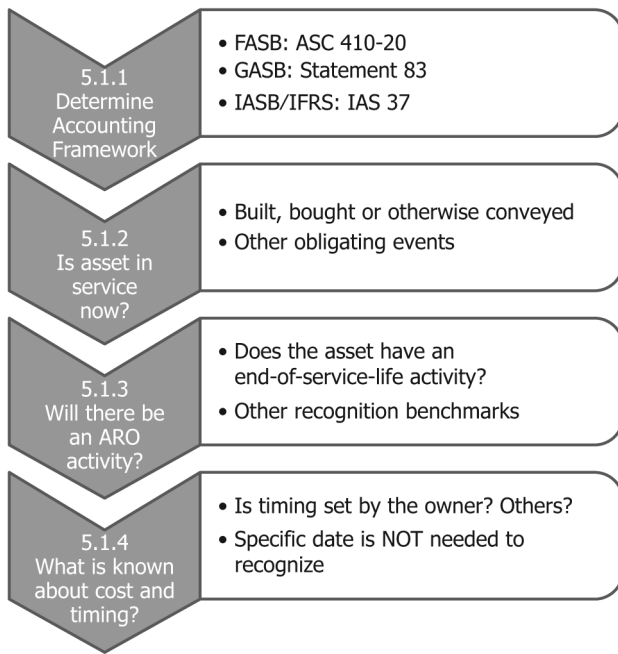 5.1.1
Determine
Accounting
Framework
• FASB: ASC 410-20
• GASB: Statement 83
• IASB/IFRS: IAS 37
5.1.2
Is asset in
service
now?
• Built, bought or otherwise conveyed
• Other obligating events
5.1.3
Will there be
an ARO
activity?
• Does the asset have an
end-of-service-life activity?
• Other recognition benchmarks
5.1.4
What is known
about cost and
timing?
• Is timing set by the owner? Others?
• Specific date is NOT needed to
recognize